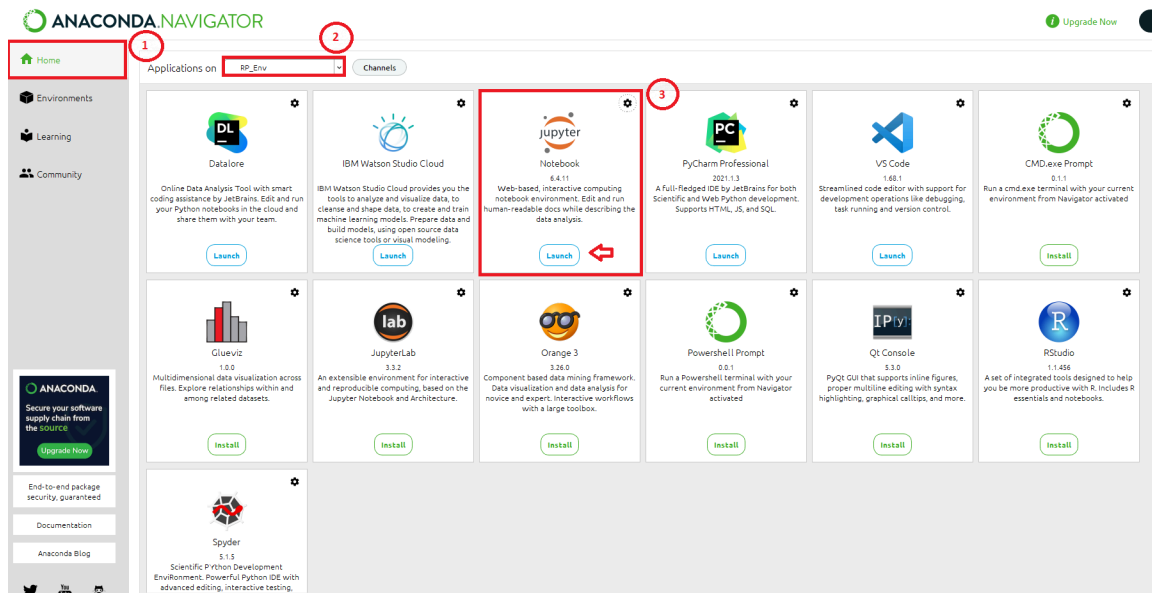 ANACONDA.NAVIGATOR
Upgrade Now
1
2
Home
Applications on
RP_Env
Channels
3
Environments
Learning
Community
DL
Datalore
Online Data Analysis Tool with smart
coding assistance by JetBrains. Edit and run
your Python notebooks in the cloud and
share them with your team.
Launch
IBM Watson Studio Cloud
IBM Watson Studio Cloud provides you the
tools to analyze and visualize data, to
cleanse and shape data, to create and train
machine learning models. Prepare data and
build models, using open source data
science tools or visual modeling.
Launch
jupyter
Notebook
6.4.11
Web-based, interactive computing
notebook environment. Edit and run
human-readable docs while describing the
data analysis.
Launch
PC
PyCharm Professional
2021.1.3
A full-fledged IDE by JetBrains for both
Scientific and Web Python development.
Supports HTML, JS, and SQL.
Launch
VS Code
1.68.1
Streamlined code editor with support for
development operations like debugging,
task running and version control.
Launch
CMD.exe Prompt
0.1.1
Run a cmd.exe terminal with your current
environment from Navigator activated
Install
Glueviz
1.0.0
Multidimensional data visualization across
files. Explore relationships within and
among related datasets.
Install
lab
JupyterLab
3.3.2
An extensible environment for interactive
and reproducible computing, based on the
Jupyter Notebook and Architecture.
Install
Orange 3
3.26.0
Component based data mining framework.
Data visualization and data analysis for
novice and expert. Interactive workflows
with a large toolbox.
Install
Powershell Prompt
0.0.1
Run a Powershell terminal with your
current environment from Navigator
activated
Install
IP[y]:
Qt Console
5.3.0
PyQt GUI that supports inline figures,
proper multiline editing with syntax
highlighting, graphical calltips, and more.
Install
R
RStudio
1.1.456
A set of integrated tools designed to help
you be more productive with R. Includes R
essentials and notebooks.
Install
ANACONDA.
Secure your software
supply chain from
the source
Upgrade Now
End-to-end package
security, guaranteed
Documentation
Anaconda Blog
You
Spyder
5.1.5
Scientific PYthon Development
EnviRonment. Powerful Python IDE with
advanced editing, interactive testing,